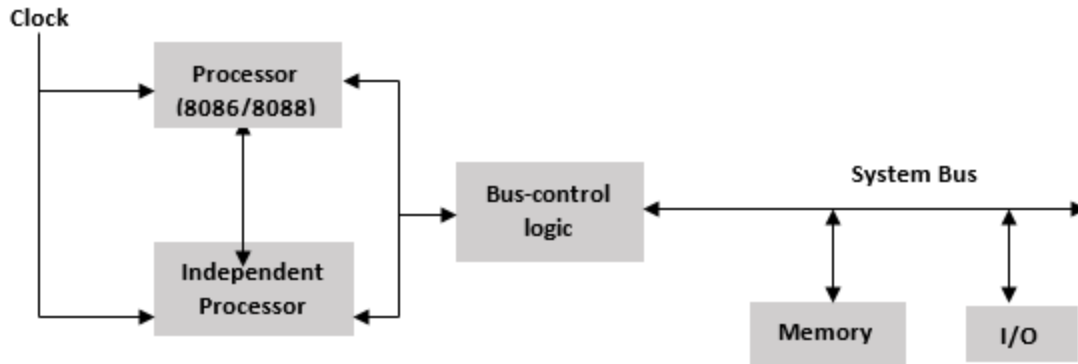 Clock
Processor
(8086/8088)
Bus-control
logic
System Bus
Independent
Processor
Memory
I/O